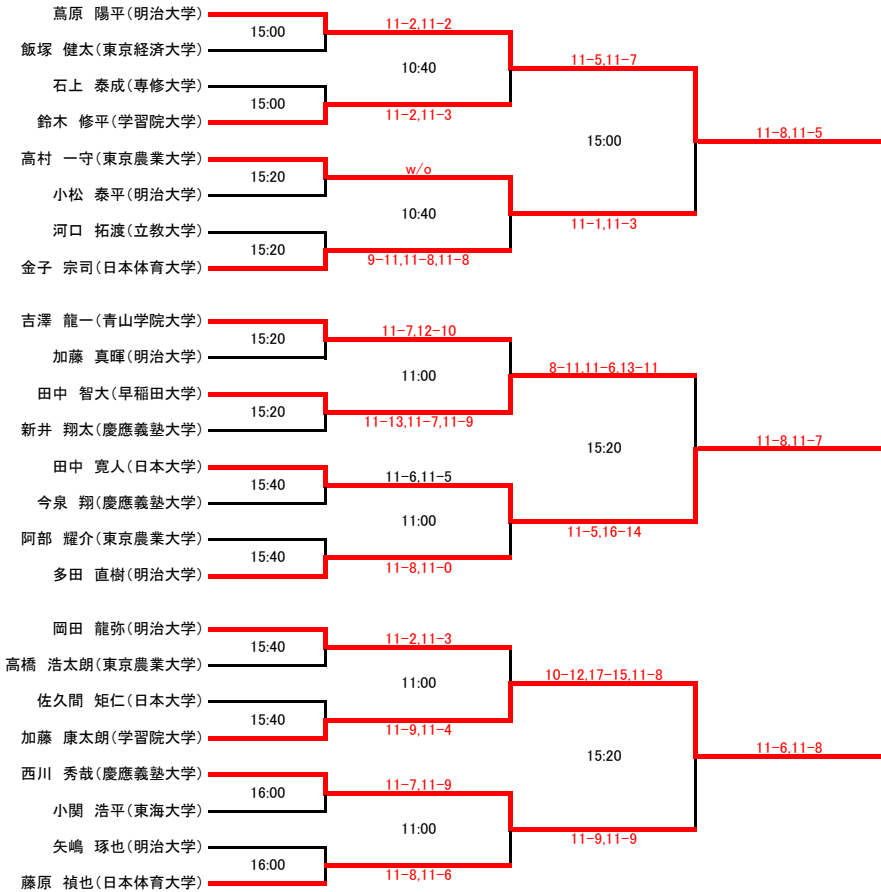 蔦原 陽平(明治大学)
15:00
11-2,11-2
飯塚 健太(東京経済大学)
10:40
11-5,11-7
石上 泰成(専修大学)
15:00
11-2,11-3
鈴木 修平(学習院大学)
15:00
11-8,11-5
高村 一守(東京農業大学)
15:20
w/o
小松 泰平(明治大学)
10:40
11-1,11-3
河口 拓渡(立教大学)
15:20
9-11,11-8,11-8
金子 宗司(日本体育大学)
吉澤 龍一(青山学院大学)
15:20
11-7,12-10
加藤 真暉(明治大学)
11:00
8-11,11-6,13-11
田中 智大(早稲田大学)
15:20
11-13,11-7,11-9
新井 翔太(慶應義塾大学)
15:20
11-8,11-7
田中 寛人(日本大学)
15:40
11-6,11-5
今泉 翔(慶應義塾大学)
11:00
11-5,16-14
阿部 耀介(東京農業大学)
15:40
11-8,11-0
多田 直樹(明治大学)
岡田 龍弥(明治大学)
15:40
11-2,11-3
高橋 浩太朗(東京農業大学)
11:00
10-12,17-15,11-8
佐久間 矩仁(日本大学)
15:40
11-9,11-4
加藤 康太朗(学習院大学)
15:20
11-6,11-8
西川 秀哉(慶應義塾大学)
16:00
11-7,11-9
小関 浩平(東海大学)
11:00
11-9,11-9
矢嶋 琢也(明治大学)
16:00
11-8,11-6
藤原 禎也(日本体育大学)